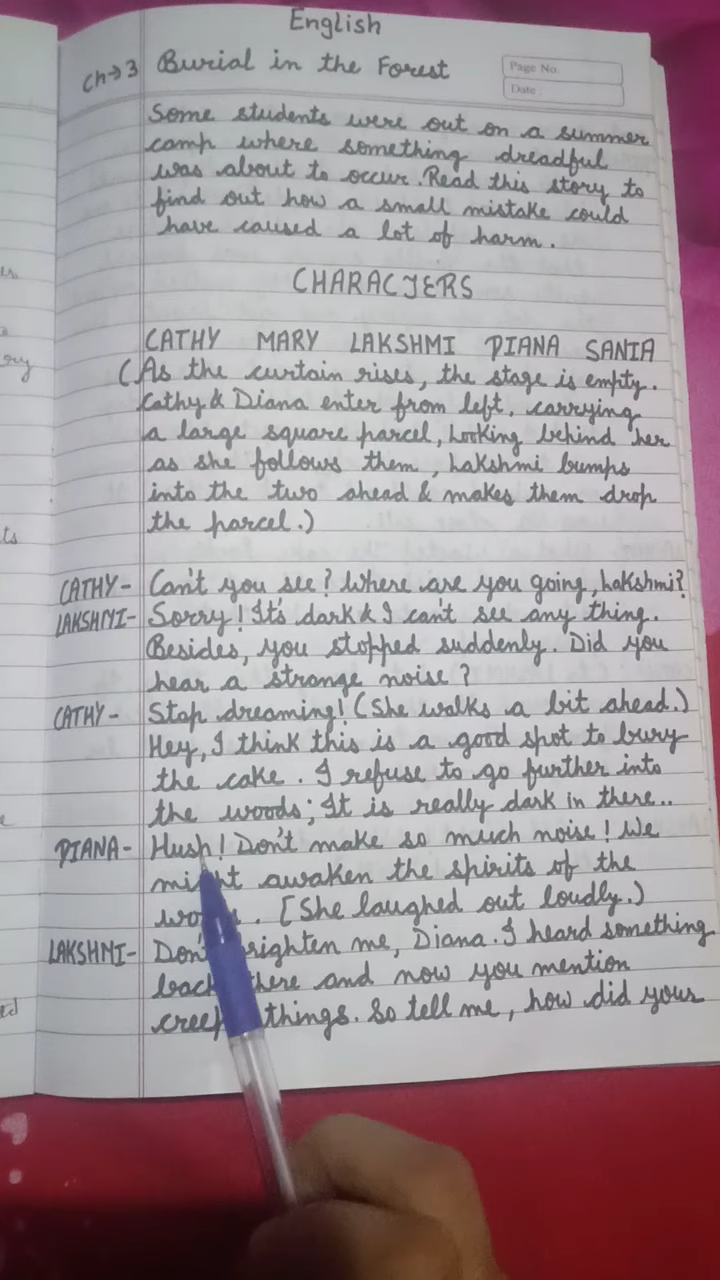 English
Ch→3 Burial in the Forest
Page No.
Date
Some students were out on a summer
camp where something dreadful
was about to occur. Read this story to
find out how a small mistake could
have caused a lot of harm.
CHARACTERS
CATHY MARY LAKSHMI DIANA SANIA
(As the curtain rises, the stage is empty.
Cathy & Diana enter from left, carrying
a large square parcel, Looking behind her
as she follows them, Lakshmi bumps
into the two ahead & makes them drop
the parcel.)
CATHY- Can't you see? Where are you going, Lakshmi?
LAKSHMI- Sorry! It's dark & I can't see any thing.
Besides, you stopped suddenly. Did you
hear a strange noise?
CATHY- Stop dreaming! (She walks a bit ahead.)
Hey, I think this is a good spot to bury
the cake. I refuse to go further into
the woods; It is really dark in there..
DIANA- Hush! Don't make so much noise! We
might awaken the spirits of the
[She laughed out loudly.)
LAKSHMI- Don't frighten me, Diana. I heard something
back there and now you mention
things. So tell me, how did your